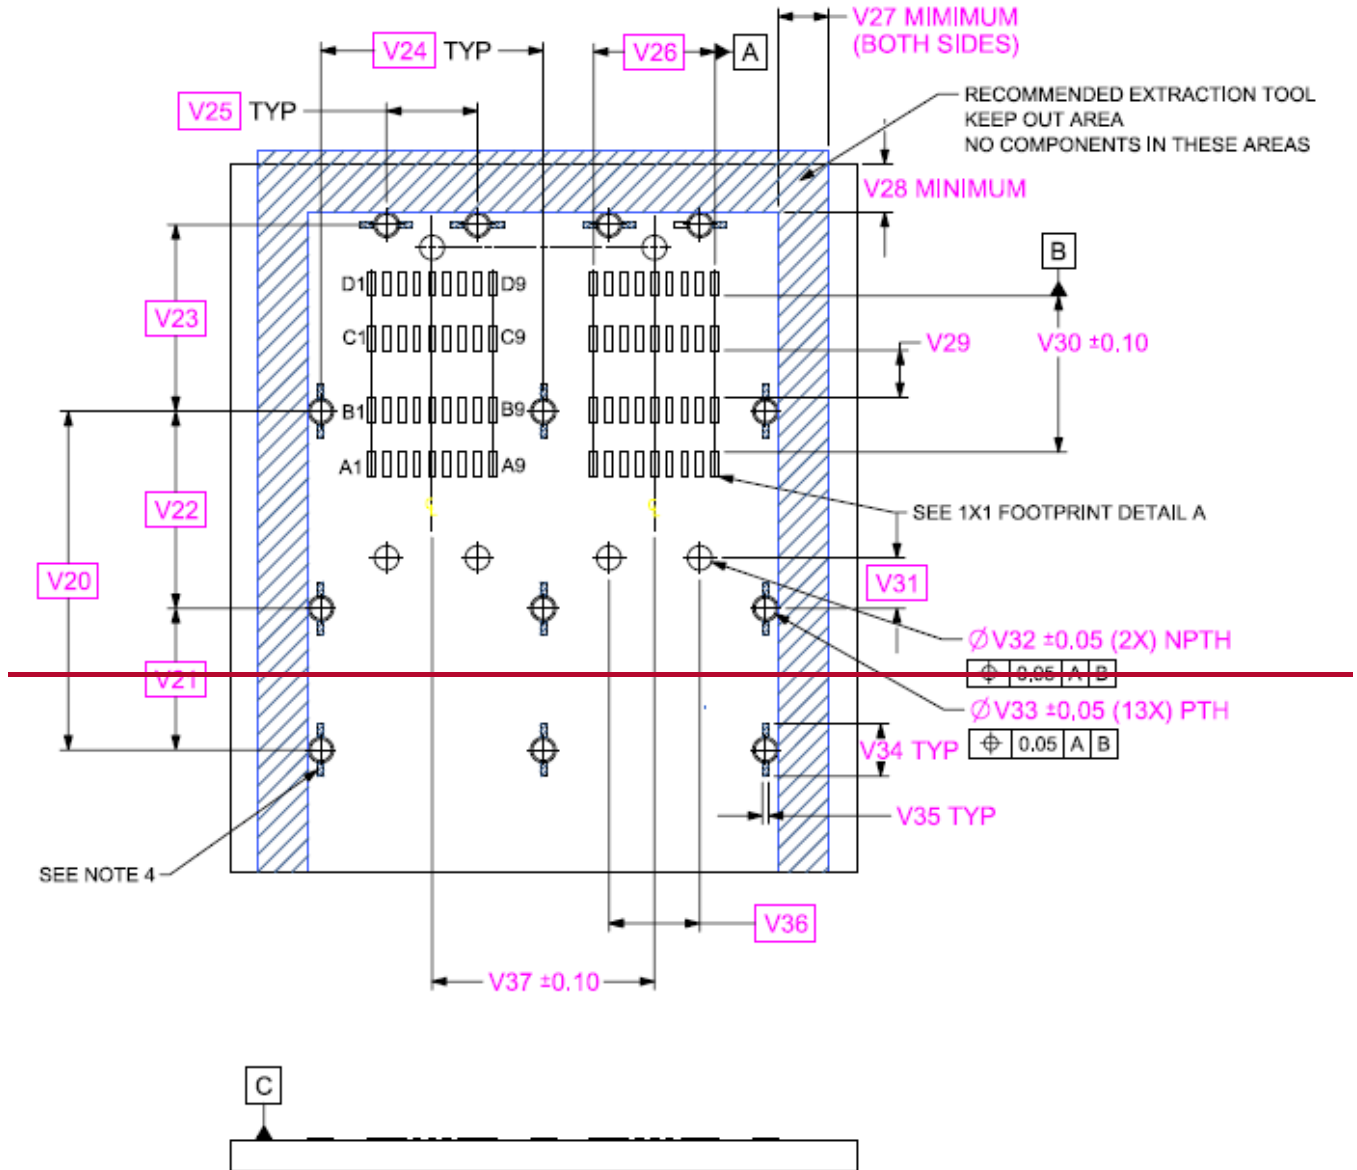 V27 MIMIMUM
(BOTH SIDES)
V24 TYP
V26
A
V25 TYP
RECOMMENDED EXTRACTION TOOL
KEEP OUT AREA
NO COMPONENTS IN THESE AREAS
V28 MINIMUM
B
D1
D9
V23
C1
C9
V29
V30 ±0.10
B1
B9
A1
A9
V22
SEE 1X1 FOOTPRINT DETAIL A
V20
V31
ØV32 ±0.05 (2X) NPTH
⌖ 0.05 A B
V21
ØV33 ±0,05 (13X) PTH
⌖ 0.05 A B
V34 TYP
V35 TYP
SEE NOTE 4
V36
V37 ±0.10
C